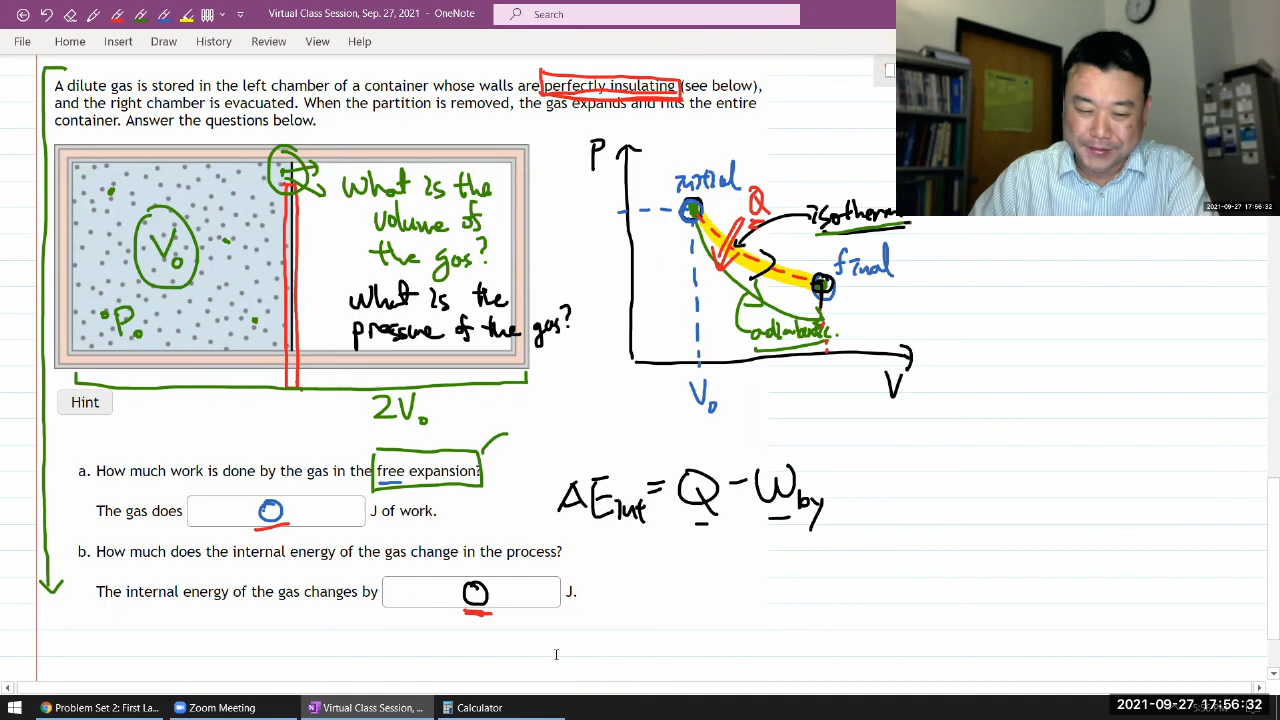 Virtual Class Session, Sep. 27, 2021 - OneNote
Search
File Home Insert Draw History Review View Help
A dilute gas is stored in the left chamber of a container whose walls are perfectly insulating (see below),
and the right chamber is evacuated. When the partition is removed, the gas expands and fills the entire
container. Answer the questions below.
V₀
P₀
What is the
volume of
the gas?
What is the
pressure of the gas?
2V₀
P
initial
Q
isotherm
final
adiabatic.
V₀
V
Hint
a. How much work is done by the gas in the free expansion?
The gas does 0 J of work.
b. How much does the internal energy of the gas change in the process?
The internal energy of the gas changes by 0 J.
ΔEint = Q - Wby
2021-09-27 17:56:32
Problem Set 2: First La...
Zoom Meeting
Virtual Class Session,...
Calculator
2021-09-27 17:56:32